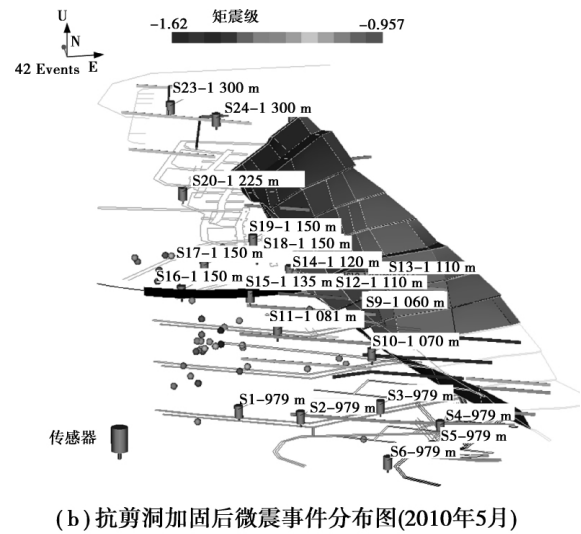 U
N
E
42 Events
矩震级
-1.62
-0.957
S23-1 300 m
S24-1 300 m
S20-1 225 m
S19-1 150 m
S18-1 150 m
S17-1 150 m
S14-1 120 m
S13-1 110 m
S16-1 150 m
S15-1 135 m
S12-1 110 m
S9-1 060 m
S11-1 081 m
S10-1 070 m
S1-979 m
S2-979 m
S3-979 m
S4-979 m
S5-979 m
S6-979 m
传感器
(b)抗剪洞加固后微震事件分布图(2010年5月)